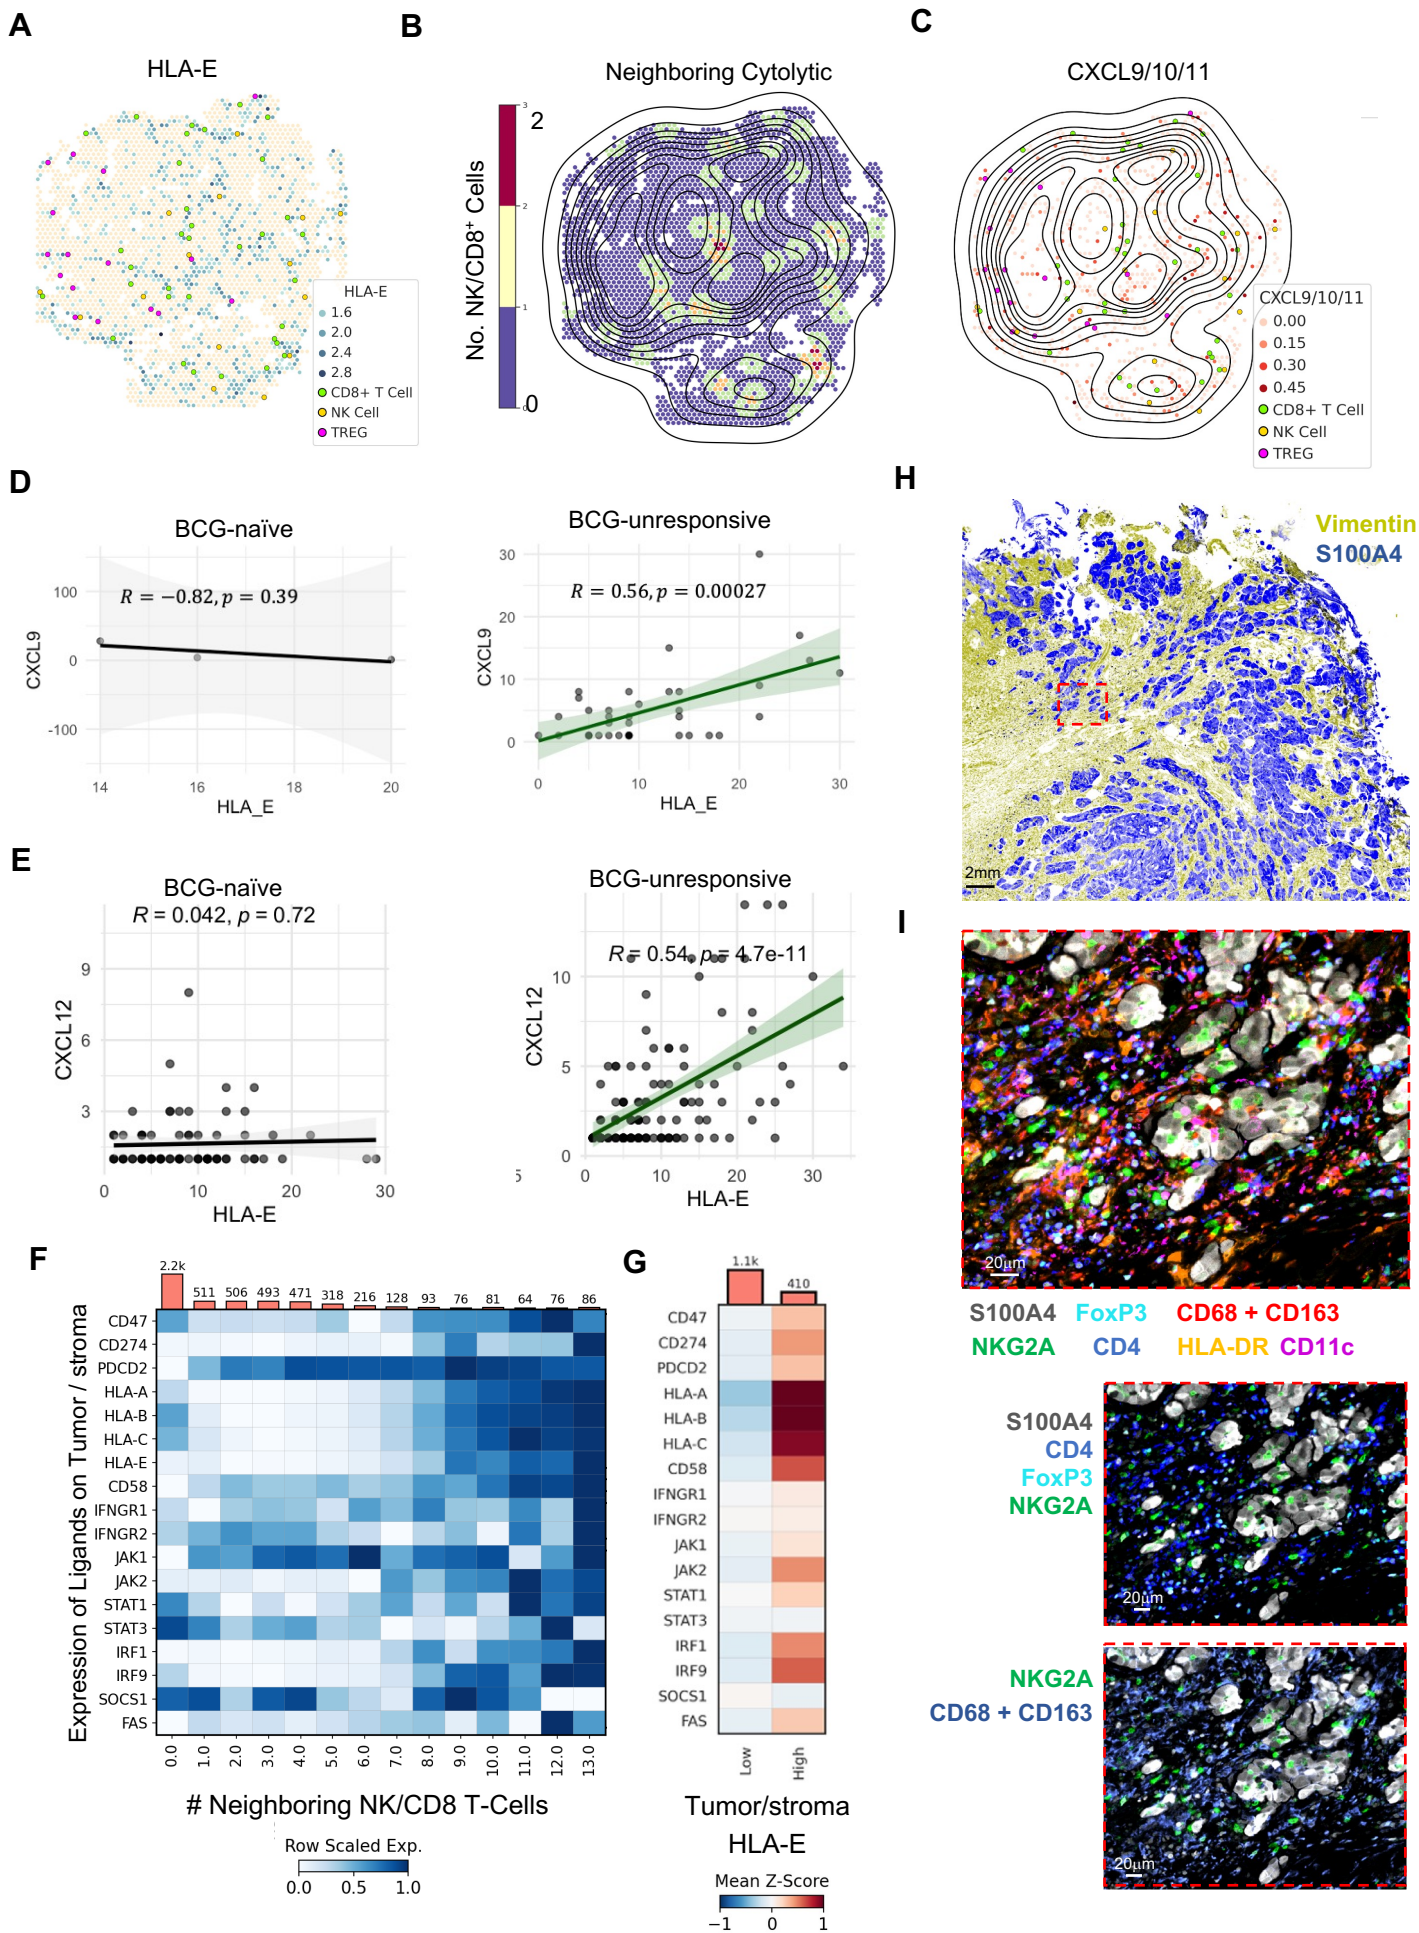 A
HLA-E
HLA-E
1.6
2.0
2.4
2.8
CD8+ T Cell
NK Cell
TREG
B
Neighboring Cytolytic
No. NK/CD8+ Cells
3
2
2
1
0
0
C
CXCL9/10/11
CXCL9/10/11
0.00
0.15
0.30
0.45
CD8+ T Cell
NK Cell
TREG
D
BCG-naïve
R = −0.82, p = 0.39
CXCL9
100
0
-100
14 16 18 20
HLA_E
BCG-unresponsive
R = 0.56, p = 0.00027
CXCL9
30
20
10
0
0 10 20 30
HLA_E
E
BCG-naïve
R = 0.042, p = 0.72
CXCL12
9
6
3
0 10 20 30
HLA-E
BCG-unresponsive
R = 0.54, p = 4.7e-11
CXCL12
10
5
0
5
0 10 20 30
HLA-E
F
2.2k 511 506 493 471 318 216 128 93 76 81 64 76 86
Expression of Ligands on Tumor / stroma
CD47
CD274
PDCD2
HLA-A
HLA-B
HLA-C
HLA-E
CD58
IFNGR1
IFNGR2
JAK1
JAK2
STAT1
STAT3
IRF1
IRF9
SOCS1
FAS
0.0 1.0 2.0 3.0 4.0 5.0 6.0 7.0 8.0 9.0 10.0 11.0 12.0 13.0
# Neighboring NK/CD8 T-Cells
Row Scaled Exp.
0.0 0.5 1.0
G
1.1k 410
CD47
CD274
PDCD2
HLA-A
HLA-B
HLA-C
CD58
IFNGR1
IFNGR2
JAK1
JAK2
STAT1
STAT3
IRF1
IRF9
SOCS1
FAS
Low High
Tumor/stroma
HLA-E
Mean Z-Score
−1 0 1
H
Vimentin
S100A4
2mm
I
20μm
S100A4 FoxP3 CD68 + CD163
NKG2A CD4 HLA-DR CD11c
S100A4
CD4
FoxP3
NKG2A
20μm
NKG2A
CD68 + CD163
20μm